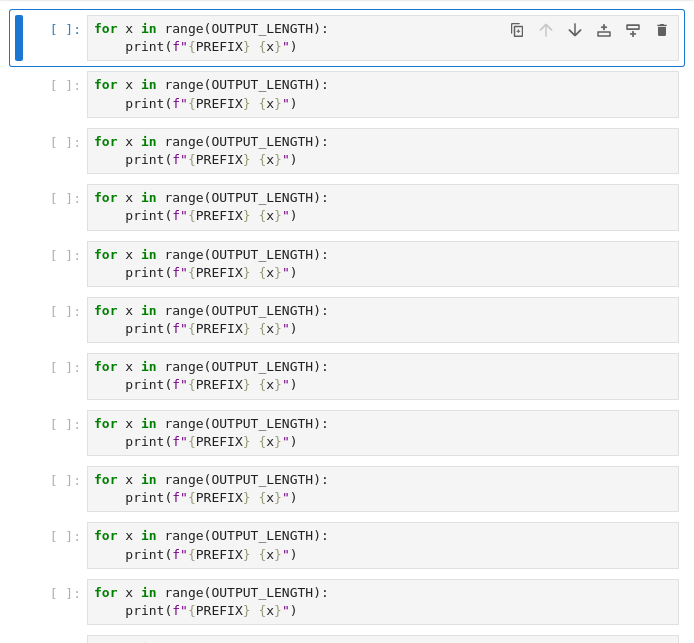 [ ]: for x in range(OUTPUT_LENGTH):
    print(f"{PREFIX} {x}")
[ ]: for x in range(OUTPUT_LENGTH):
    print(f"{PREFIX} {x}")
[ ]: for x in range(OUTPUT_LENGTH):
    print(f"{PREFIX} {x}")
[ ]: for x in range(OUTPUT_LENGTH):
    print(f"{PREFIX} {x}")
[ ]: for x in range(OUTPUT_LENGTH):
    print(f"{PREFIX} {x}")
[ ]: for x in range(OUTPUT_LENGTH):
    print(f"{PREFIX} {x}")
[ ]: for x in range(OUTPUT_LENGTH):
    print(f"{PREFIX} {x}")
[ ]: for x in range(OUTPUT_LENGTH):
    print(f"{PREFIX} {x}")
[ ]: for x in range(OUTPUT_LENGTH):
    print(f"{PREFIX} {x}")
[ ]: for x in range(OUTPUT_LENGTH):
    print(f"{PREFIX} {x}")
[ ]: for x in range(OUTPUT_LENGTH):
    print(f"{PREFIX} {x}")